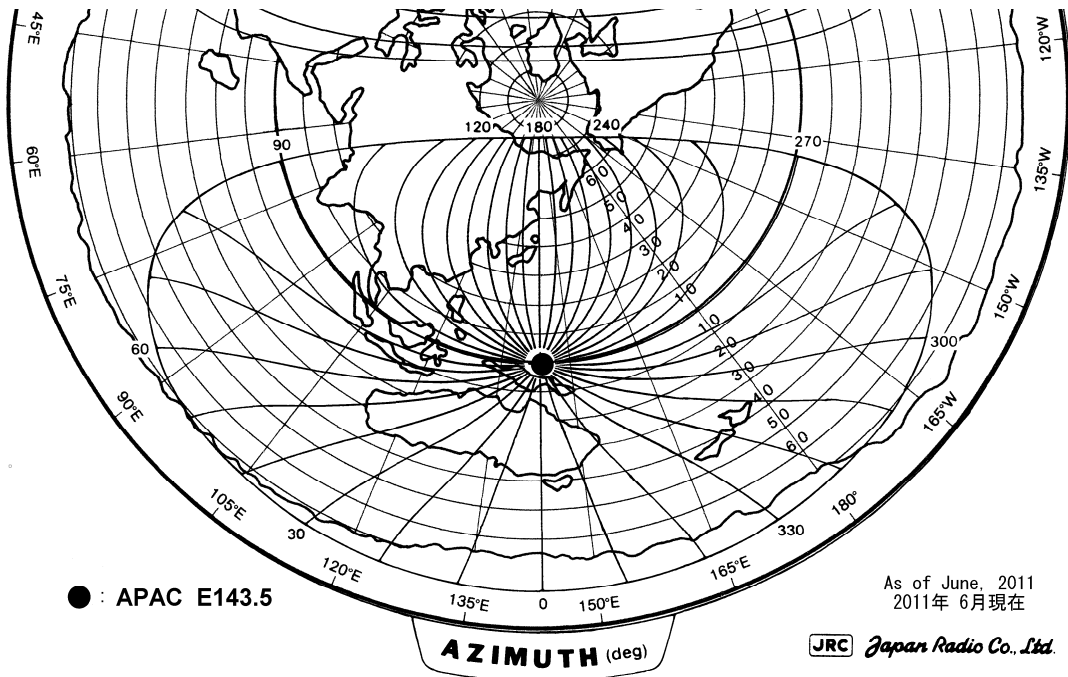 45°E
120°W
120
180
240
90
270
60°E
135°W
60
50
40
30
20
10
75°E
150°W
10
20
30
40
50
60
60
300
90°E
165°W
105°E
180°
30
330
120°E
165°E
135°E
0
150°E
● : APAC E143.5
As of June, 2011
2011年 6月現在
AZIMUTH (deg)
JRC Japan Radio Co., Ltd.